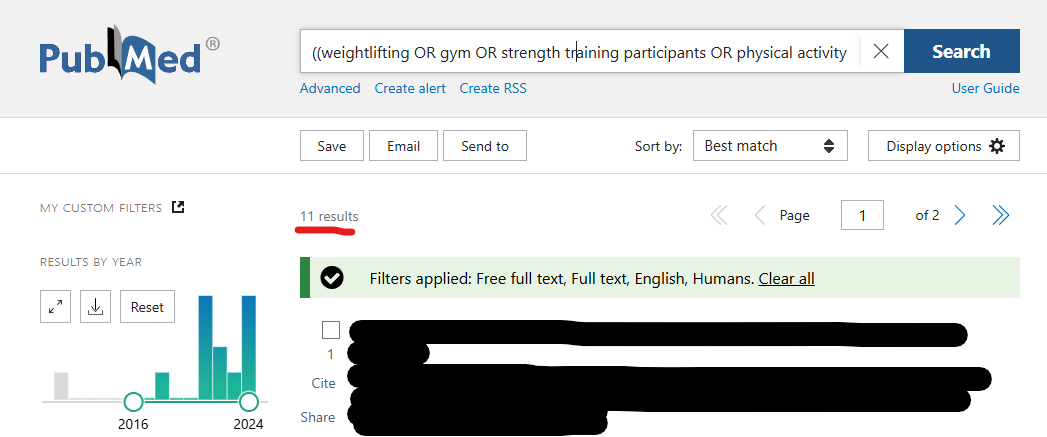 PubMed®
((weightlifting OR gym OR strength training participants OR physical activity
Search
Advanced Create alert Create RSS
User Guide
Save Email Send to
Sort by: Best match
Display options
MY CUSTOM FILTERS
11 results
Page 1 of 2
RESULTS BY YEAR
Filters applied: Free full text, Full text, English, Humans. Clear all
Reset
1
Cite
Share
2016 2024